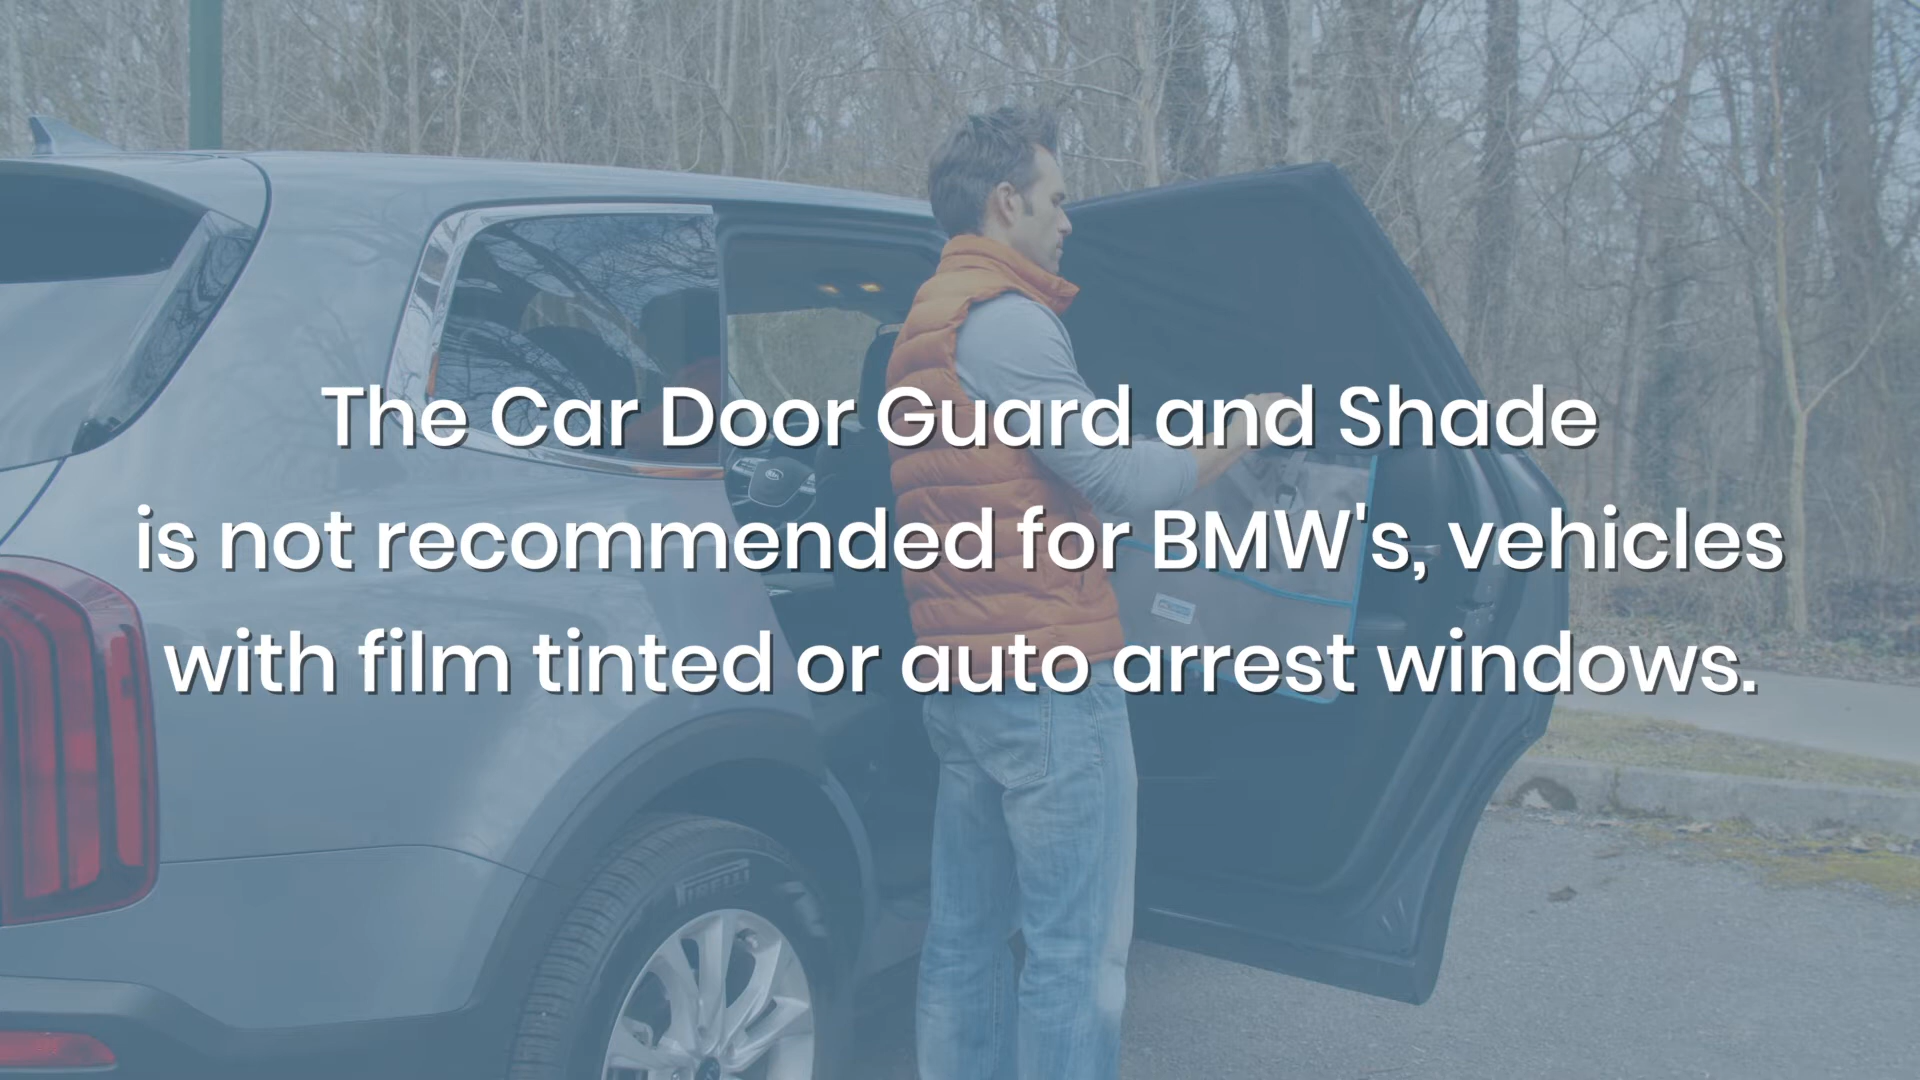 The Car Door Guard and Shade
is not recommended for BMW's, vehicles
with film tinted or auto arrest windows.
PIRELLI